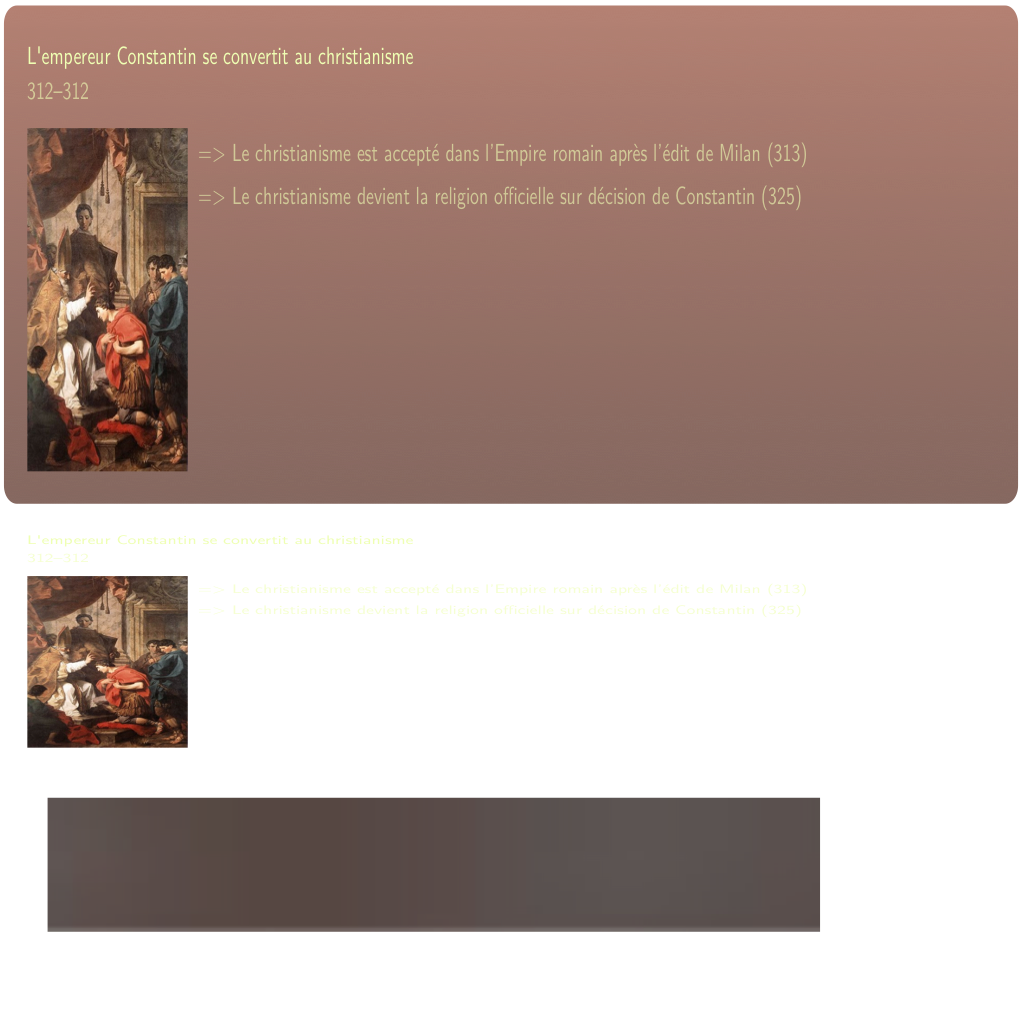 L'empereur Constantin se convertit au christianisme
312–312
=> Le christianisme est accepté dans l'Empire romain après l'édit de Milan (313)
=> Le christianisme devient la religion officielle sur décision de Constantin (325)
L'empereur Constantin se convertit au christianisme
312–312
=> Le christianisme est accepté dans l'Empire romain après l'édit de Milan (313)
=> Le christianisme devient la religion officielle sur décision de Constantin (325)